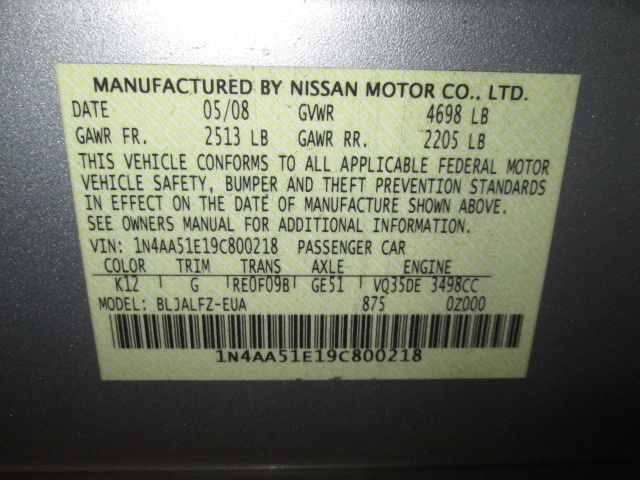 MANUFACTURED BY NISSAN MOTOR CO., LTD.
DATE 05/08 GVWR 4698 LB
GAWR FR. 2513 LB GAWR RR. 2205 LB
THIS VEHICLE CONFORMS TO ALL APPLICABLE FEDERAL MOTOR
VEHICLE SAFETY, BUMPER AND THEFT PREVENTION STANDARDS
IN EFFECT ON THE DATE OF MANUFACTURE SHOWN ABOVE.
SEE OWNERS MANUAL FOR ADDITIONAL INFORMATION.
VIN: 1N4AA51E19C800218 PASSENGER CAR
COLOR TRIM TRANS AXLE ENGINE
K12 G RE0F09B GE51 VQ35DE 3498CC
MODEL: BLJALFZ-EUA 875 0Z000
1N4AA51E19C800218